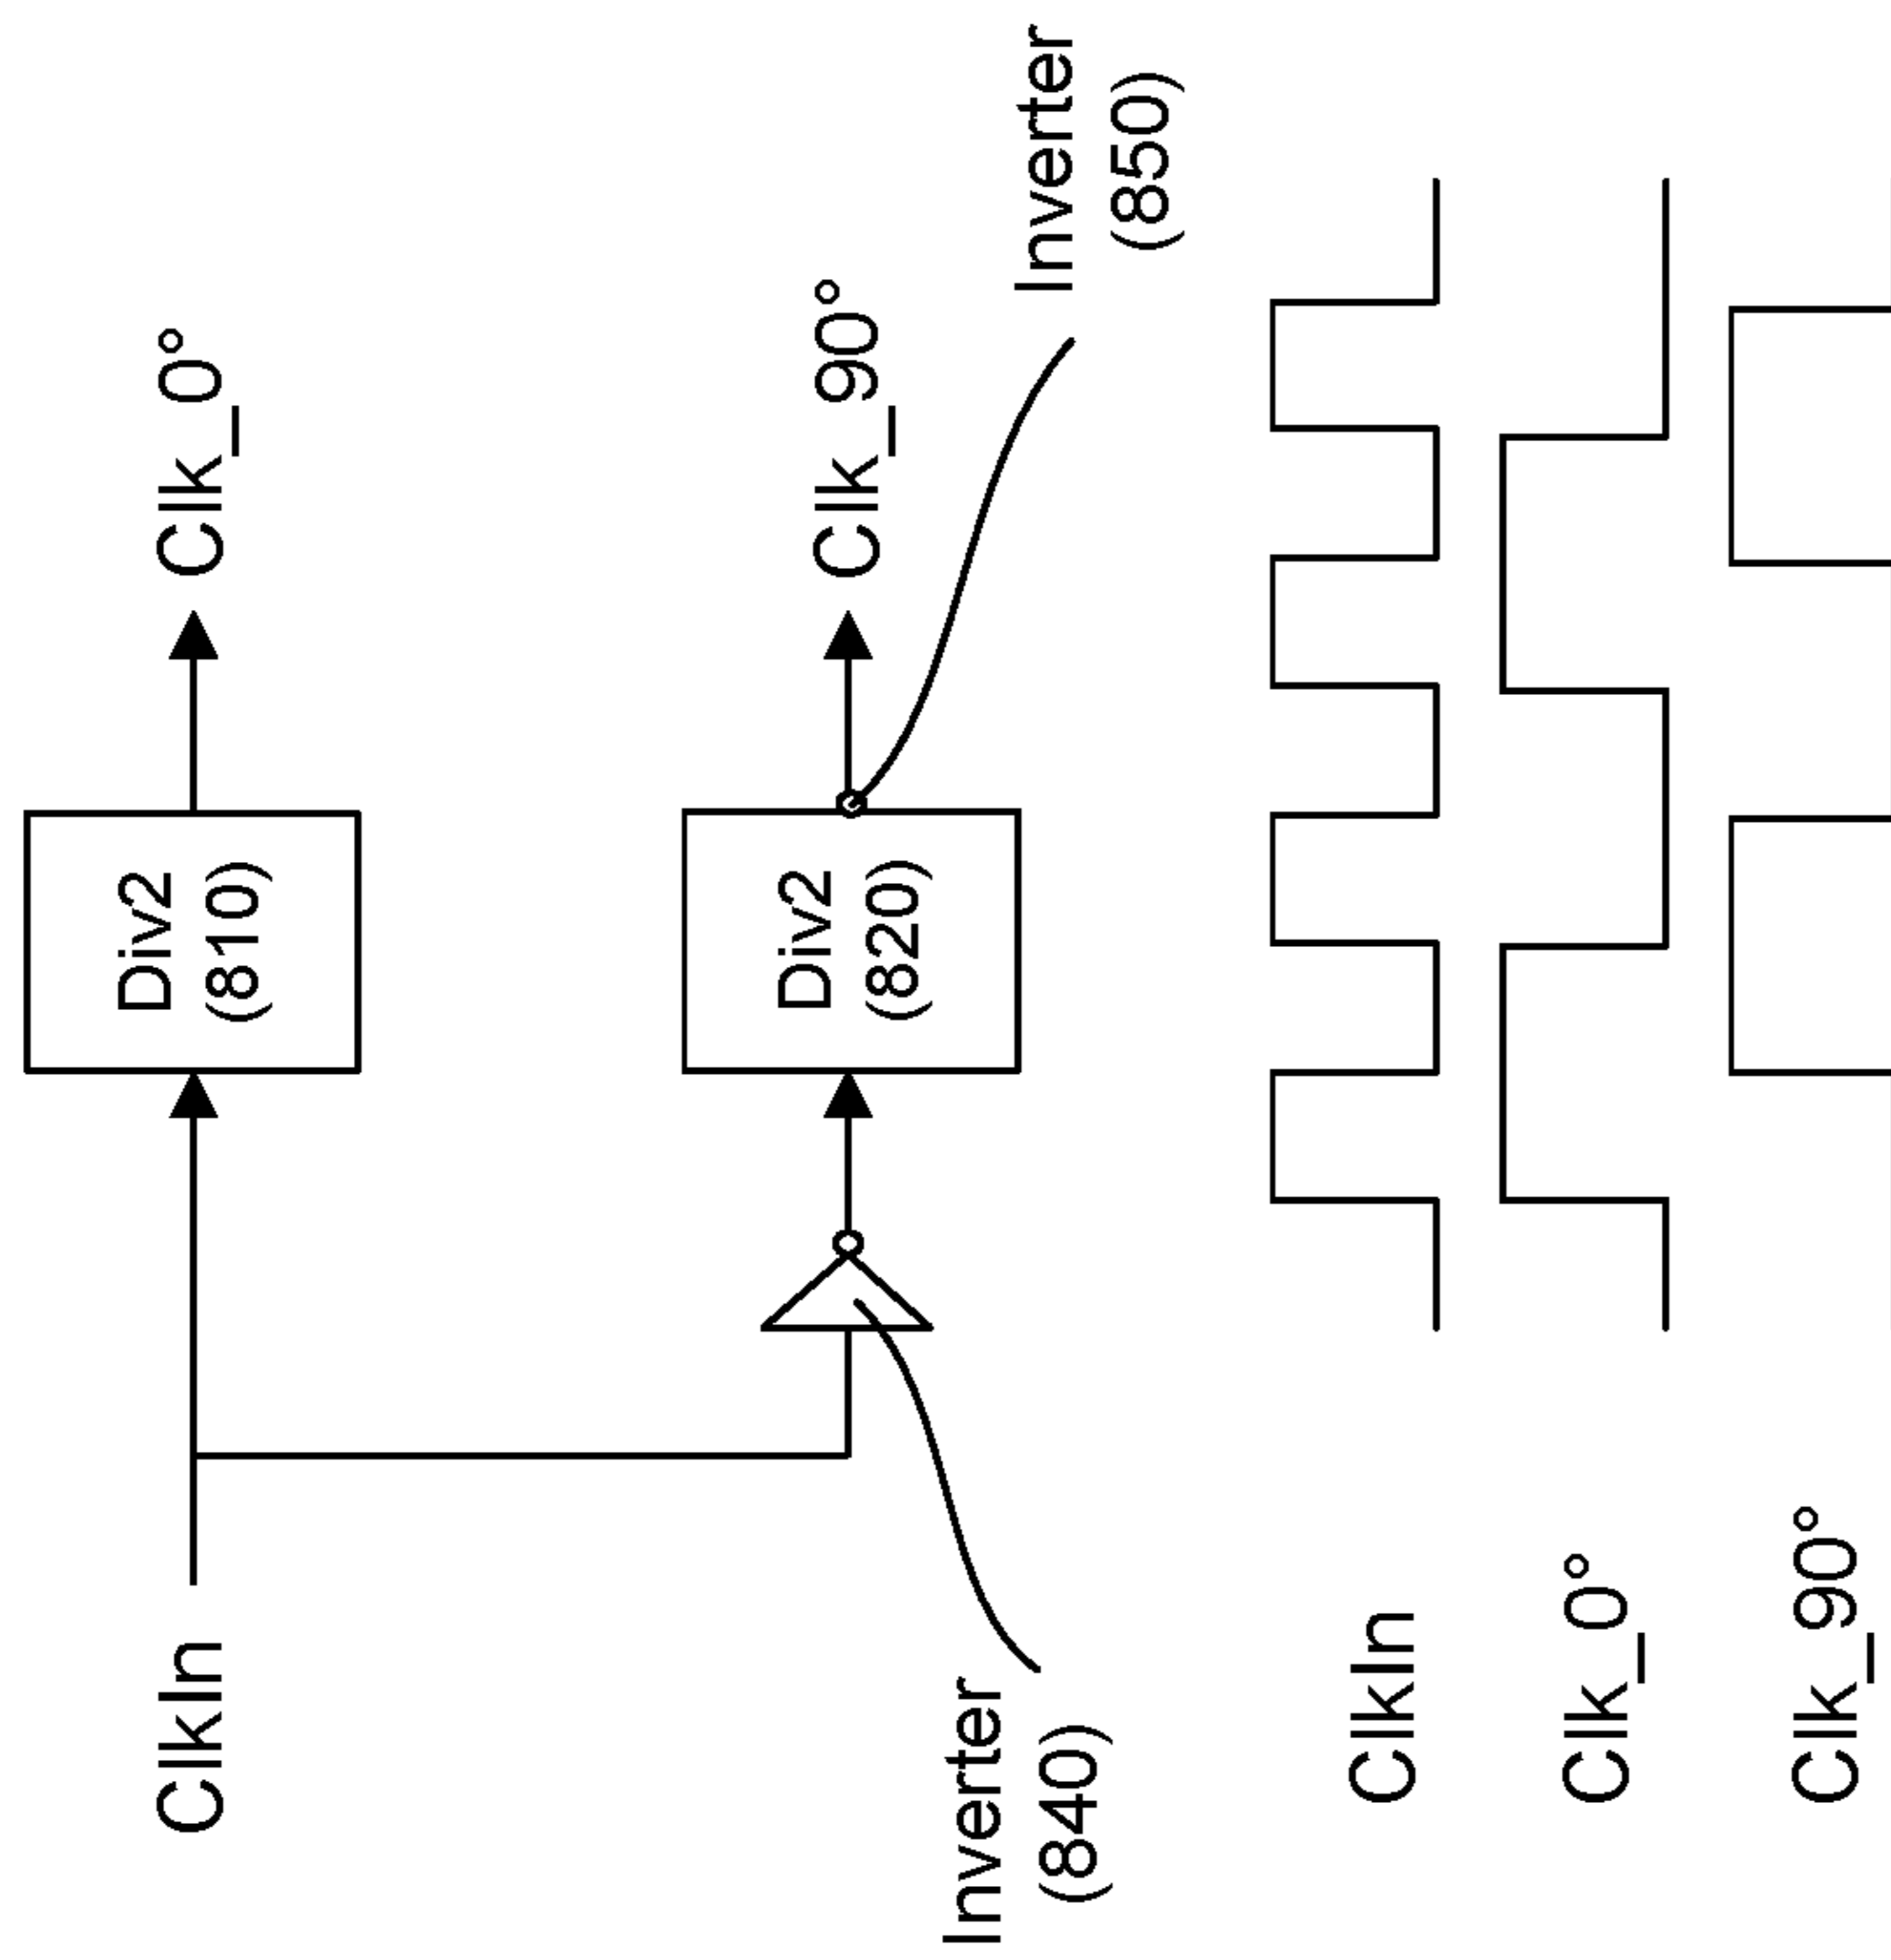 ClkIn
Div2
(810)
Clk_0°
Inverter
(840)
Div2
(820)
Clk_90°
Inverter
(850)
ClkIn
Clk_0°
Clk_90°